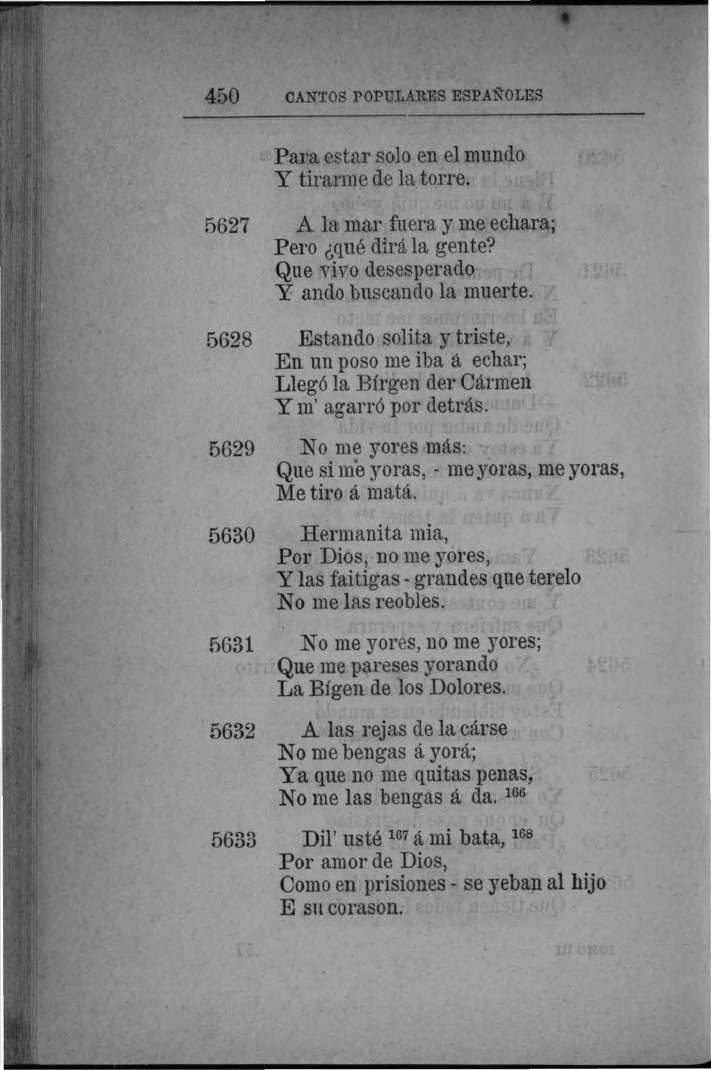 450 CANTOS POPULARES ESPAÑOLES
Para estar solo en el mundo
Y tirarme de la torre.
5627 A la mar fuera y me echara;
Pero ¿qué dirá la gente?
Que vivo desesperado
Y ando buscando la muerte.
5628 Estando solita y triste,
En un poso me iba á echar;
Llegó la Bírgen der Cármen
Y m' agarró por detrás.
5629 No me yores más:
Que si me yoras, - me yoras, me yoras,
Me tiro á matá.
5630 Hermanita mia,
Por Dios, no me yores,
Y las faitigas - grandes que terelo
No me las reobles.
5631 No me yores, no me yores;
Que me pareses yorando
La Bígen de los Dolores.
5632 A las rejas de la cárse
No me bengas á yorá;
Ya que no me quitas penas,
No me las bengas á da. 166
5633 Dil' usté 167 á mi bata, 168
Por amor de Dios,
Como en prisiones - se yeban al hijo
E su corason.